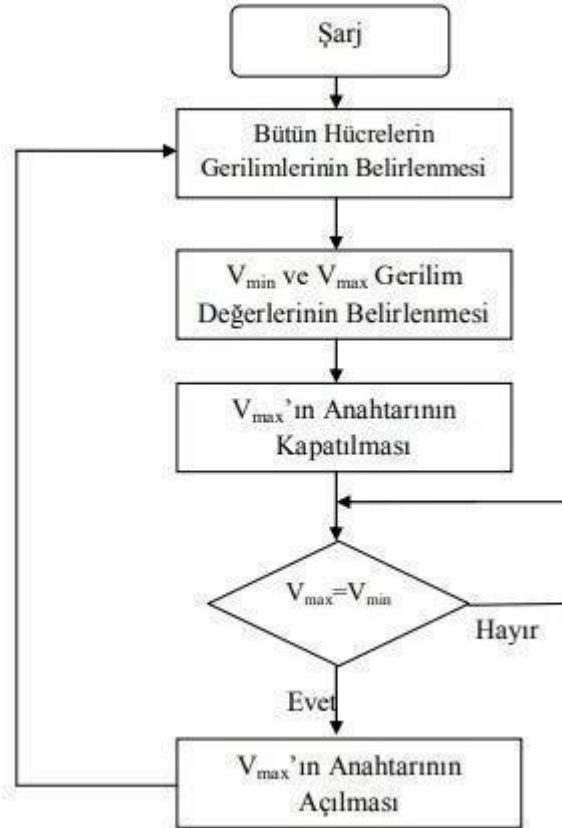 Şarj
Bütün Hücrelerin
Gerilimlerinin Belirlenmesi
Vmin ve Vmax Gerilim
Değerlerinin Belirlenmesi
Vmax’ın Anahtarının
Kapatılması
Vmax=Vmin
Hayır
Evet
Vmax’ın Anahtarının
Açılması